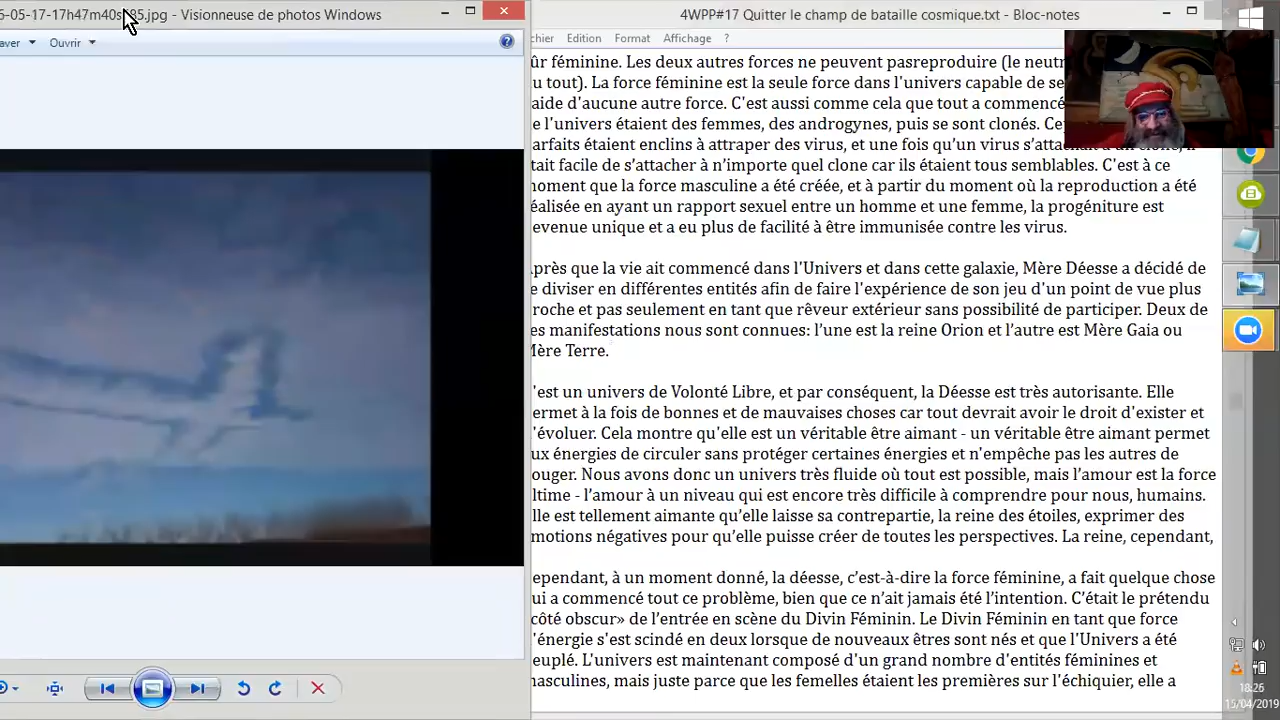 5-05-17-17h47m40s 85.jpg - Visionneuse de photos Windows
4WPP#17 Quitter le champ de bataille cosmique.txt - Bloc-notes
aver Ouvrir
chier Edition Format Affichage ?
ûr féminine. Les deux autres forces ne peuvent pasreproduire (le neutr
u tout). La force féminine est la seule force dans l'univers capable de se
aide d'aucune autre force. C'est aussi comme cela que tout a commencé
e l'univers étaient des femmes, des androgynes, puis se sont clonés. Ce
arfaits étaient enclins à attraper des virus, et une fois qu'un virus s'atta
tait facile de s'attacher à n'importe quel clone car ils étaient tous semblables. C'est à ce
moment que la force masculine a été créée, et à partir du moment où la reproduction a été
éalisée en ayant un rapport sexuel entre un homme et une femme, la progéniture est
evenue unique et a eu plus de facilité à être immunisée contre les virus.
près que la vie ait commencé dans l'Univers et dans cette galaxie, Mère Déesse a décidé de
e diviser en différentes entités afin de faire l'expérience de son jeu d'un point de vue plus
roche et pas seulement en tant que rêveur extérieur sans possibilité de participer. Deux de
es manifestations nous sont connues: l'une est la reine Orion et l'autre est Mère Gaia ou
Mère Terre.
'est un univers de Volonté Libre, et par conséquent, la Déesse est très autorisante. Elle
ermet à la fois de bonnes et de mauvaises choses car tout devrait avoir le droit d'exister et
'évoluer. Cela montre qu'elle est un véritable être aimant - un véritable être aimant permet
ux énergies de circuler sans protéger certaines énergies et n'empêche pas les autres de
ouger. Nous avons donc un univers très fluide où tout est possible, mais l'amour est la force
ltime - l'amour à un niveau qui est encore très difficile à comprendre pour nous, humains.
lle est tellement aimante qu'elle laisse sa contrepartie, la reine des étoiles, exprimer des
motions négatives pour qu'elle puisse créer de toutes les perspectives. La reine, cependant,
ependant, à un moment donné, la déesse, c'est-à-dire la force féminine, a fait quelque chose
ui a commencé tout ce problème, bien que ce n'ait jamais été l'intention. C'était le prétendu
côté obscur» de l'entrée en scène du Divin Féminin. Le Divin Féminin en tant que force
'énergie s'est scindé en deux lorsque de nouveaux êtres sont nés et que l'Univers a été
euplé. L'univers est maintenant composé d'un grand nombre d'entités féminines et
masculines, mais juste parce que les femelles étaient les premières sur l'échiquier, elle a
18:26
15/04/2019